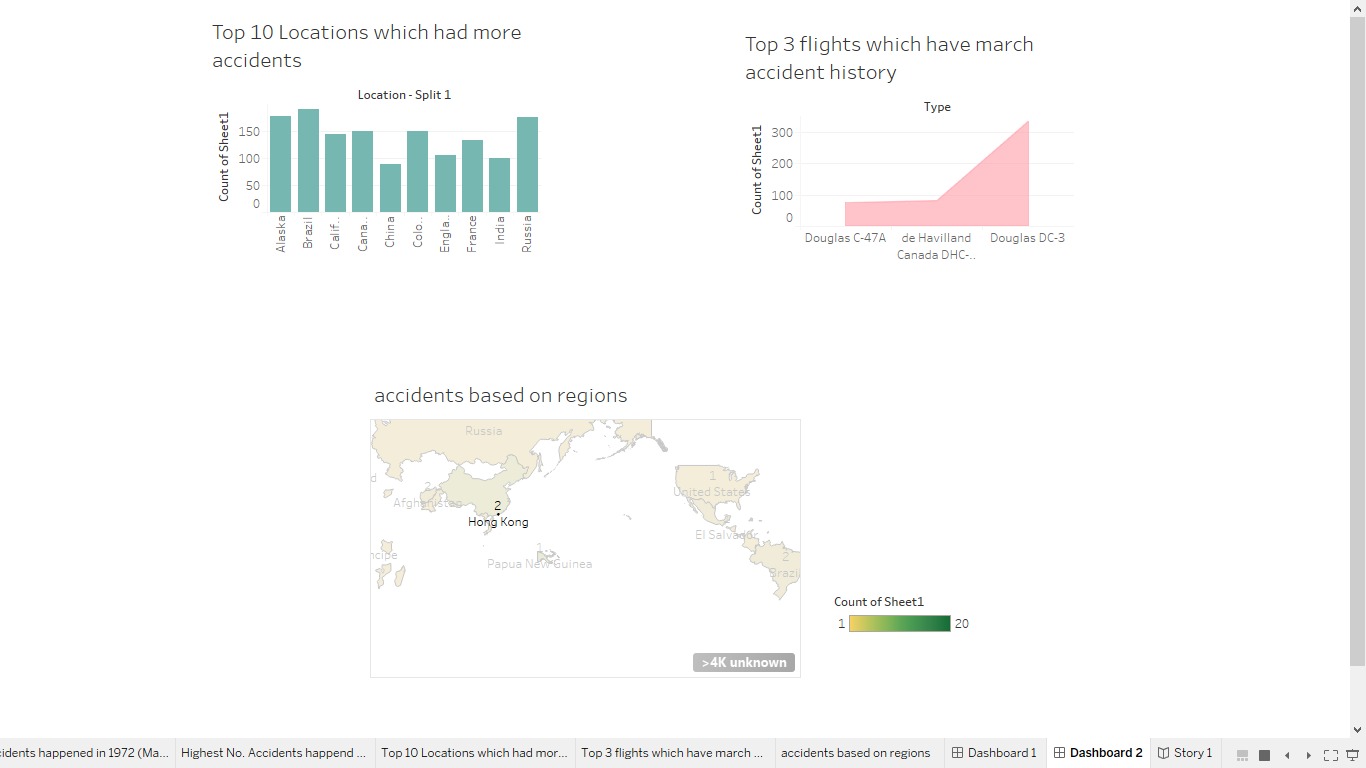 Top 10 Locations which had more
accidents
Location - Split 1
Count of Sheet1
150
100
50
0
Alaska
Brazil
Calif..
Cana..
China
Colo..
Engla..
France
India
Russia
Top 3 flights which have march
accident history
Type
Count of Sheet1
300
200
100
0
Douglas C-47A
de Havilland
Canada DHC-..
Douglas DC-3
accidents based on regions
Russia
d
2
Afghanistan
2
Hong Kong
1
United States
El Salvador
ncipe
1
Papua New Guinea
2
Brazil
>4K unknown
Count of Sheet1
1
20
cidents happened in 1972 (Ma...
Highest No. Accidents happend ...
Top 10 Locations which had mor...
Top 3 flights which have march ...
accidents based on regions
Dashboard 1
Dashboard 2
Story 1